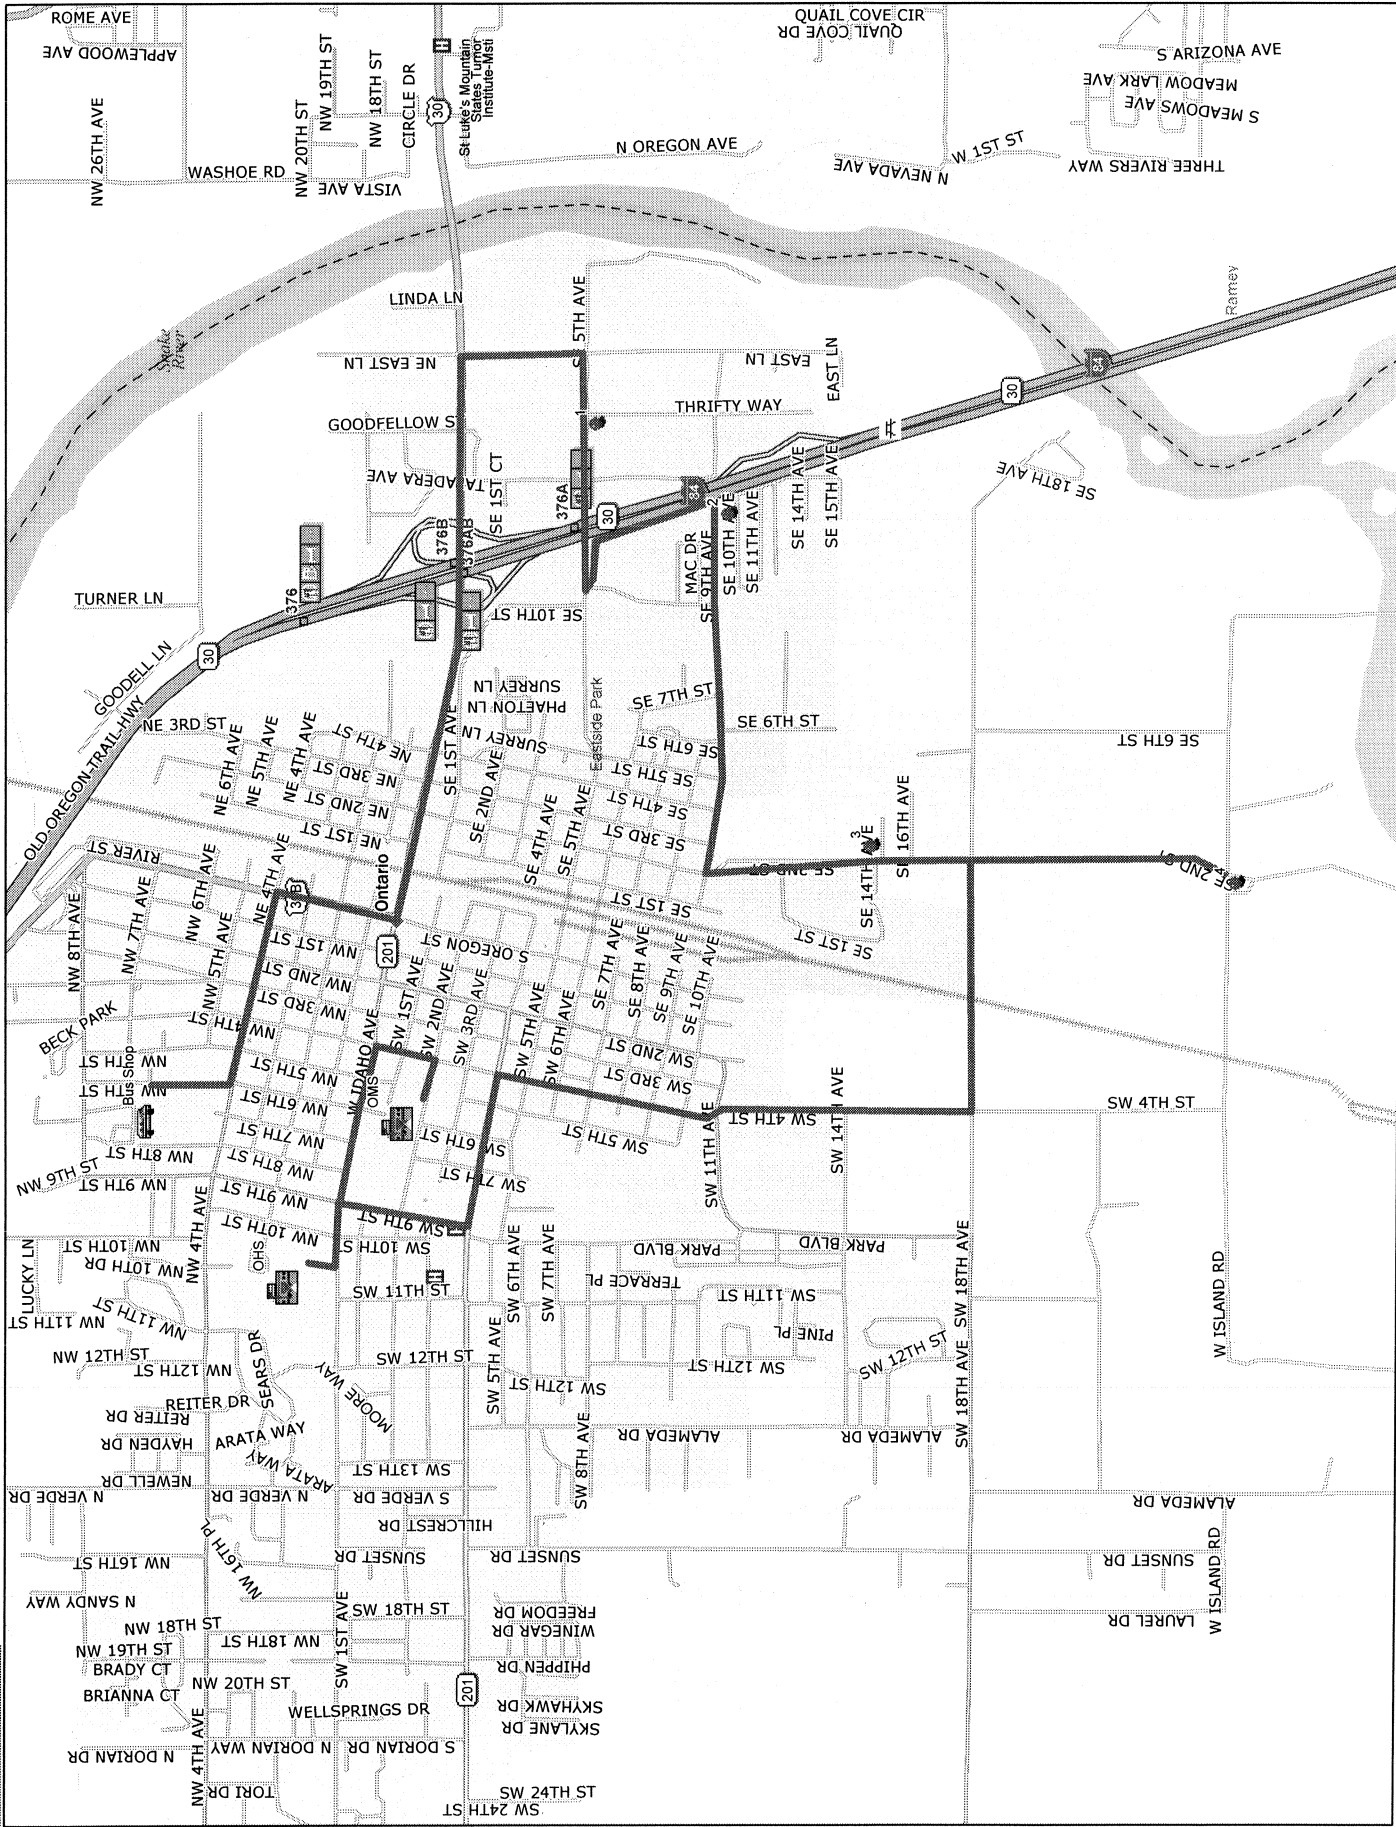 ROME AVE
APPLEWOOD AVE
NW 26TH AVE
NW 19TH ST
NW 18TH ST
NW 20TH ST
CIRCLE DR
WASHOE RD
VISTA AVE
H
30
St Luke's Mountain
States Tumor
Institute-Msti
QUAIL COVE CIR
QUAIL COVE DR
S ARIZONA AVE
MEADOW LARK AVE
S MEADOWS AVE
N OREGON AVE
N NEVADA AVE
W 1ST ST
THREE RIVERS WAY
Snake
River
LINDA LN
NE EAST LN
5TH AVE
EAST LN
EAST LN
Ramey
GOODFELLOW S
THRIFTY WAY
1
84
30
SE 1ST CT
376A
376B
376AB
30
84
2
SE 14TH AVE
SE 15TH AVE
SE 18TH AVE
TURNER LN
376
MAC DR
SE 9TH AVE
SE 10TH AVE
SE 11TH AVE
SE 10TH ST
GOODELL LN
30
OLD-OREGON-TRAIL-HWY
NE 3RD ST
SURREY LN
PHAETON LN
SURREY LN
Eastside Park
SE 7TH ST
SE 6TH ST
SE 6TH ST
SE 6TH ST
NE 6TH AVE
NE 5TH AVE
NE 4TH AVE
NE 4TH ST
NE 3RD ST
NE 2ND ST
NE 1ST ST
SE 1ST AVE
SE 2ND AVE
SE 4TH AVE
SE 5TH AVE
SE 5TH ST
SE 4TH ST
SE 3RD ST
SE 2ND ST
3
SE 14TH AVE
SE 16TH AVE
SE 2ND ST
RIVER ST
NW 8TH AVE
NW 7TH AVE
NW 6TH AVE
NW 5TH AVE
NE 4TH AVE
Ontario
201
NW 1ST ST
NW 2ND ST
NW 3RD ST
NW 4TH ST
NW 5TH ST
NW 6TH ST
NW 7TH ST
NW 8TH ST
NW 9TH ST
NW 10TH ST
S OREGON ST
SE 1ST ST
SE 1ST ST
SW 1ST AVE
SW 2ND AVE
SW 3RD AVE
SW 5TH AVE
SW 6TH AVE
SE 7TH AVE
SE 8TH AVE
SE 9TH AVE
SE 10TH AVE
BECK PARK
Bus Shop
W IDAHO AVE
OMS
SW 2ND ST
SW 3RD ST
SW 4TH ST
SW 4TH ST
SW 5TH ST
SW 6TH ST
SW 7TH ST
SW 9TH ST
SW 10TH ST
SW 11TH AVE
SW 14TH AVE
NW 8TH ST
NW 9TH ST
NW 9TH ST
NW 4TH AVE
LUCKY LN
NW 10TH ST
NW 10TH DR
NW 11TH ST
NW 11TH ST
OHS
H
H
SW 11TH ST
SW 6TH AVE
SW 7TH AVE
PARK BLVD
PARK BLVD
TERRACE PL
SW 11TH ST
PINE PL
SW 18TH AVE
W ISLAND RD
NW 12TH ST
NW 12TH ST
SEARS DR
MOORE WAY
SW 12TH ST
SW 5TH AVE
SW 12TH ST
SW 12TH ST
SW 12TH ST
REITER DR
REITER DR
HAYDEN DR
ARATA WAY
ARATA WAY
NEWELL DR
SW 13TH ST
SW 8TH AVE
ALAMEDA DR
ALAMEDA DR
SW 18TH AVE
ALAMEDA DR
N VERDE DR
N VERDE DR
S VERDE DR
HILLCREST DR
NW 16TH ST
NW 16TH PL
SUNSET DR
SUNSET DR
SUNSET DR
W ISLAND RD
LAUREL DR
N SANDY WAY
NW 18TH ST
NW 18TH ST
SW 1ST AVE
SW 18TH ST
FREEDOM DR
WINEGAR DR
PHIPPEN DR
SKYHAWK DR
SKYLANE DR
NW 19TH ST
BRADY CT
BRIANNA CT
NW 20TH ST
WELLSPRINGS DR
201
NW 4TH AVE
N DORIAN DR
N DORIAN WAY
S DORIAN DR
TORI DR
SW 24TH ST
SW 24TH ST